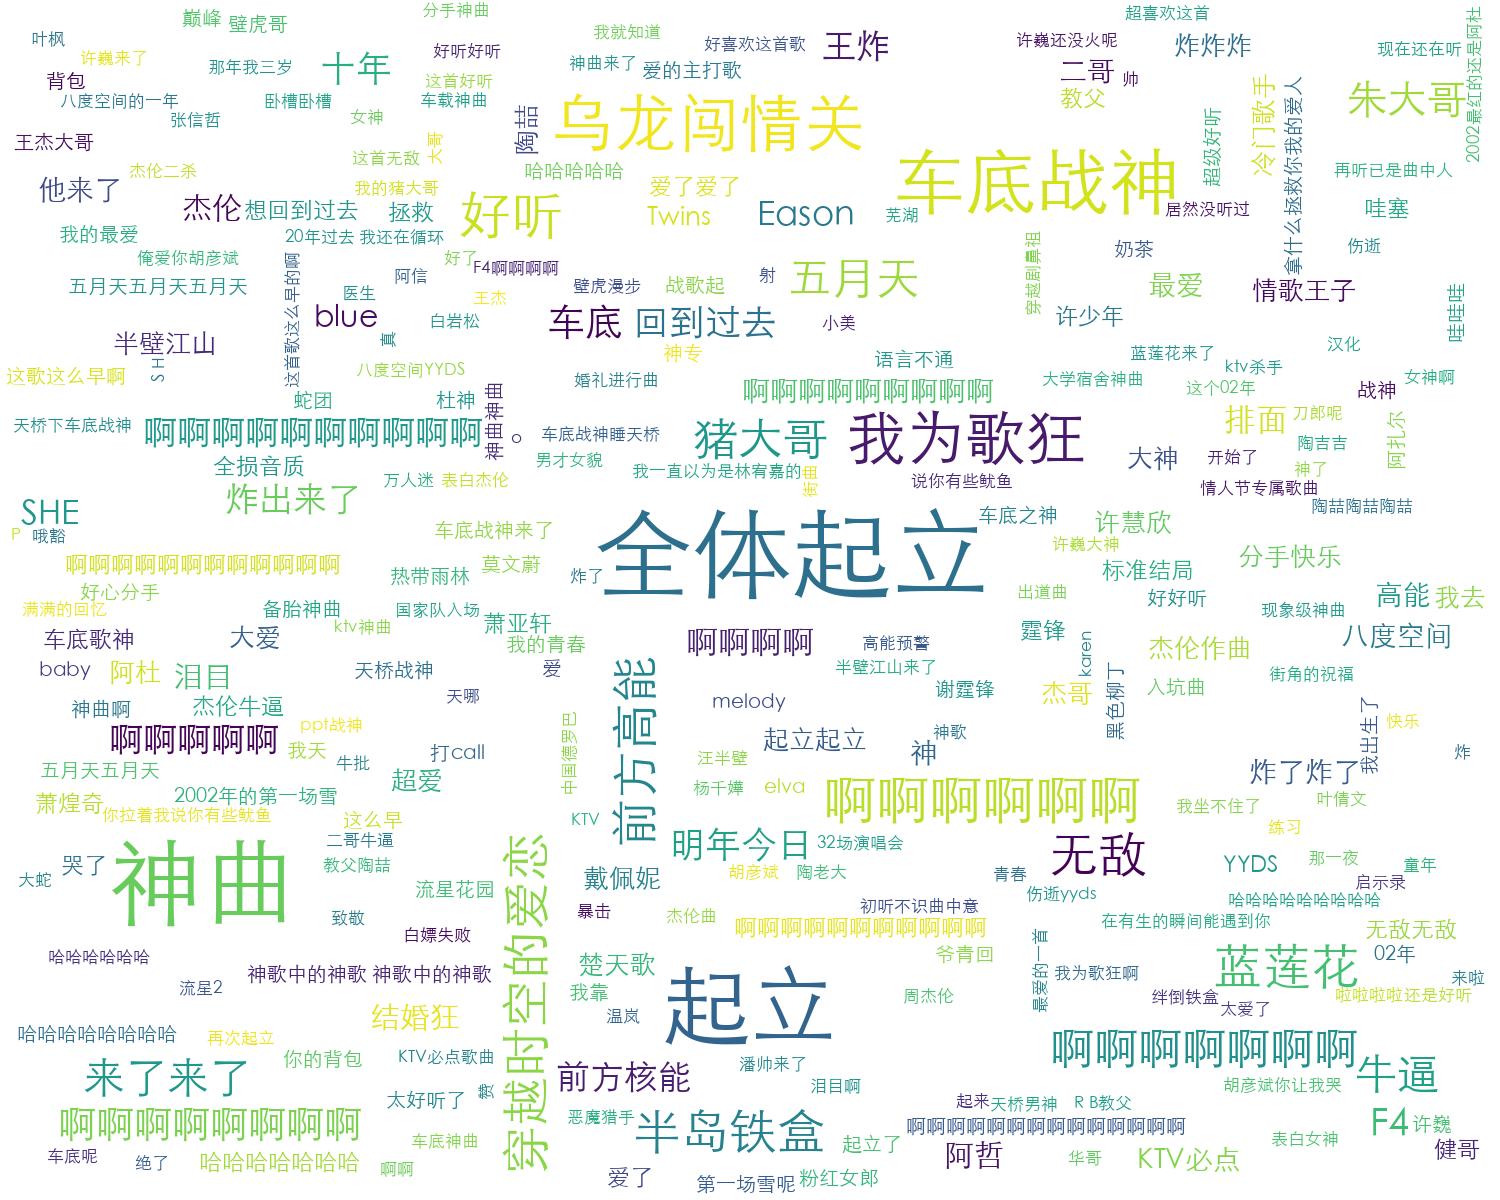 巅峰
壁虎哥
分手神曲
超喜欢这首
叶枫
许巍来了
那年我三岁
十年
好听好听
我就知道
好喜欢这首歌
王炸
许巍还没火呢
炸炸炸
现在还在听
2002最红的还是阿杜
背包
八度空间的一年
卧槽卧槽
这首好听
车载神曲
神曲来了
爱的主打歌
二哥
帅
教父
冷门歌手
拿什么拯救你我的爱人
朱大哥
张信哲
女神
陶喆
乌龙闯情关
王杰大哥
杰伦二杀
这首无敌
大哥
哈哈哈哈哈
车底战神
超级好听
再听已是曲中人
他来了
我的猪大哥
爱了爱了
杰伦
想回到过去
拯救
好听
Twins
Eason
芜湖
居然没听过
哇塞
我的最爱
20年过去 我还在循环
俺爱你胡彦斌
好了
F4啊啊啊啊
穿越剧鼻祖
奶茶
伤逝
五月天五月天五月天
这首歌这么早的啊
阿信
医生
王杰
壁虎漫步
战歌起
射
五月天
最爱
情歌王子
哇哇哇
blue
白岩松
真
车底
回到过去
小美
许少年
半壁江山
S H
神专
语言不通
蓝莲花来了
汉化
这歌这么早啊
八度空间YYDS
婚礼进行曲
啊啊啊啊啊啊啊啊
大学宿舍神曲
ktv杀手
这个02年
战神
女神啊
蛇团
杜神
神曲神曲
天桥下车底战神
啊啊啊啊啊啊啊啊啊啊
。
车底战神睡天桥
猪大哥
我为歌狂
排面
刀郎呢
阿扎尔
陶吉吉
全损音质
男才女貌
我一直以为是林宥嘉的
街曲
大神
开始了
神了
万人迷
表白杰伦
说你有些鱿鱼
情人节专属歌曲
炸出来了
SHE
P
哦豁
车底战神来了
全体起立
车底之神
许慧欣
陶喆陶喆陶喆
啊啊啊啊啊啊啊啊啊啊啊啊
许巍大神
分手快乐
好心分手
热带雨林
莫文蔚
炸了
标准结局
满满的回忆
备胎神曲
国家队入场
萧亚轩
出道曲
好好听
现象级神曲
高能
我去
车底歌神
大爱
ktv神曲
我的青春
啊啊啊啊
高能预警
霆锋
karen
杰伦作曲
八度空间
baby
阿杜
泪目
天桥战神
爱
前方高能
半壁江山来了
谢霆锋
杰哥
黑色柳丁
入坑曲
街角的祝福
神曲啊
杰伦牛逼
天哪
melody
我出生了
快乐
啊啊啊啊啊
ppt战神
我天
牛批
打call
中国德罗巴
起立起立
神
神歌
炸
五月天五月天
超爱
汪半壁
炸了炸了
萧煌奇
2002年的第一场雪
你拉着我说你有些鱿鱼
这么早
KTV
杨千嬅
elva
啊啊啊啊啊啊
我坐不住了
叶倩文
二哥牛逼
穿越时空的爱恋
明年今日
32场演唱会
练习
哭了
大蛇
神曲
教父陶喆
流星花园
戴佩妮
胡彦斌
陶老大
无敌
青春
YYDS
那一夜
童年
致敬
暴击
杰伦曲
初听不识曲中意
伤逝yyds
启示录
哈哈哈哈哈哈哈哈哈
白嫖失败
啊啊啊啊啊啊啊啊啊啊啊
最爱的一首
在有生的瞬间能遇到你
无敌无敌
哈哈哈哈哈哈
神歌中的神歌 神歌中的神歌
楚天歌
爷青回
02年
流星2
我靠
起立
周杰伦
我为歌狂啊
蓝莲花
来啦
绊倒铁盒
太爱了
啦啦啦啦还是好听
结婚狂
温岚
哈哈哈哈哈哈哈哈
再次起立
你的背包
KTV必点歌曲
啊啊啊啊啊啊啊
来了来了
前方核能
潘帅来了
泪目啊
牛逼
胡彦斌你让我哭
太好听了
恶魔猎手
起来
天桥男神
R B教父
啊啊啊啊啊啊啊啊
车底神曲
半岛铁盒
起立了
啊啊啊啊啊啊啊啊啊啊啊啊啊啊
F4
许巍
表白女神
车底呢
绝了
哈哈哈哈哈哈哈
啊啊
阿哲
华哥
KTV必点
健哥
爱了
第一场雪呢
粉红女郎